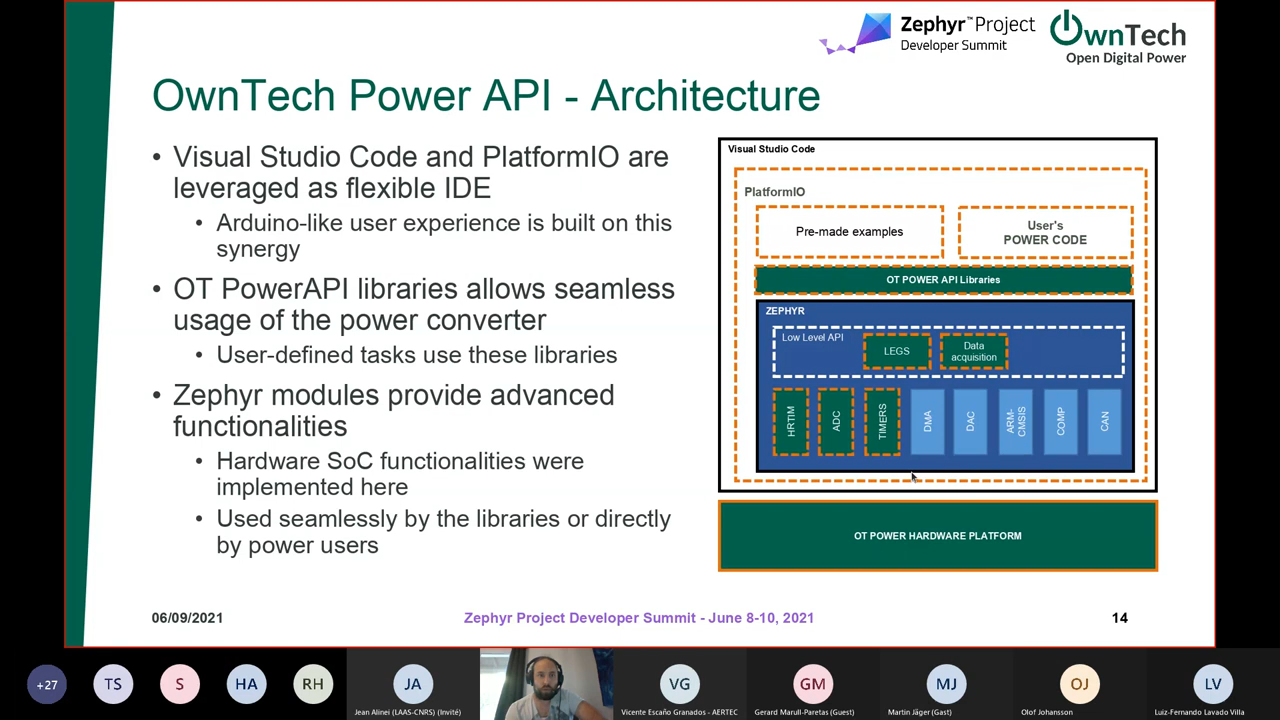 Zephyr™Project
Developer Summit
OwnTech
Open Digital Power
OwnTech Power API - Architecture
• Visual Studio Code and PlatformIO are
leveraged as flexible IDE
• Arduino-like user experience is built on this
synergy
• OT PowerAPI libraries allows seamless
usage of the power converter
• User-defined tasks use these libraries
• Zephyr modules provide advanced
functionalities
• Hardware SoC functionalities were
implemented here
• Used seamlessly by the libraries or directly
by power users
Visual Studio Code
PlatformIO
Pre-made examples
User's
POWER CODE
OT POWER API Libraries
ZEPHYR
Low Level API
LEGS
Data
acquisition
HRTIM
ADC
TIMERS
DMA
DAC
ARM-
CMSIS
COMP
CAN
OT POWER HARDWARE PLATFORM
06/09/2021
Zephyr Project Developer Summit - June 8-10, 2021
14
+27
TS
S
HA
RH
JA
VG
GM
MJ
OJ
LV
Jean Alinei (LAAS-CNRS) (Invité)
Vicente Escaño Granados - AERTEC
Gerard Marull-Paretas (Guest)
Martin Jäger (Gast)
Olof Johansson
Luiz-Fernando Lavado Villa